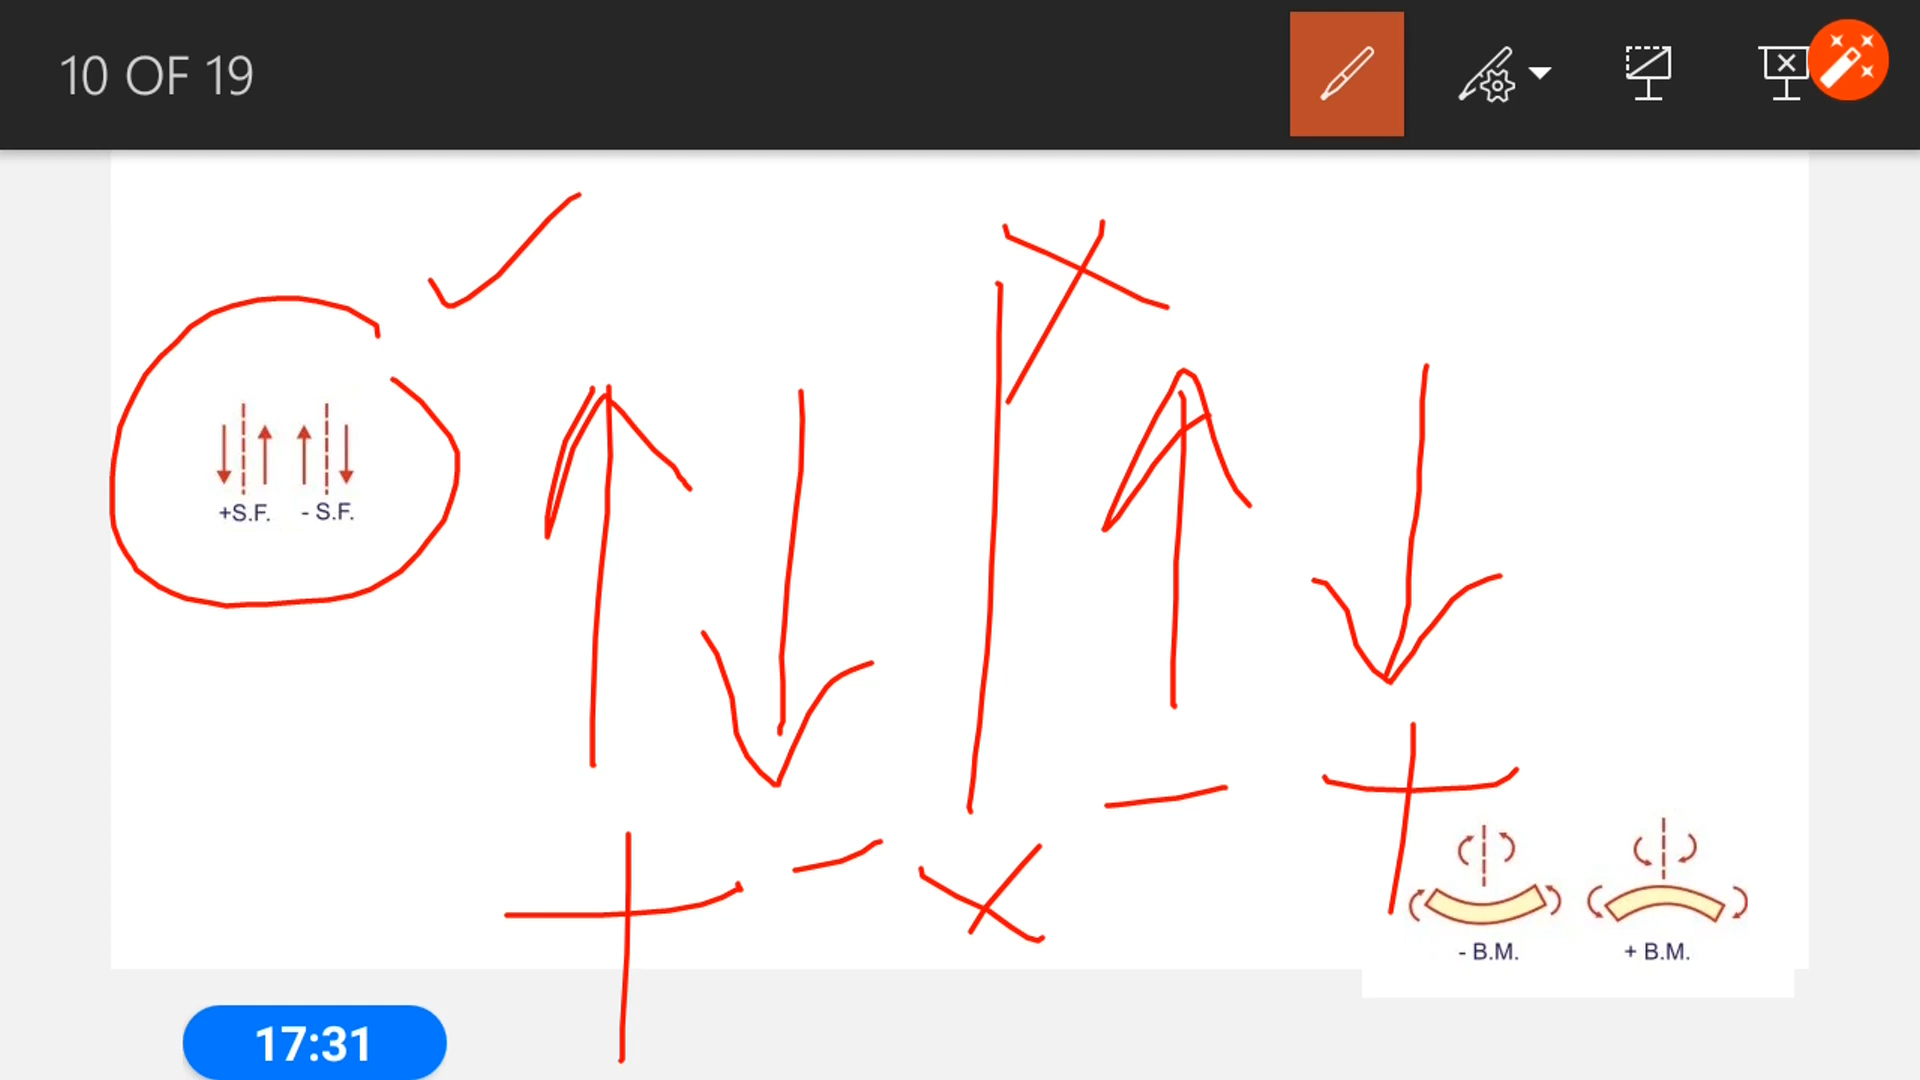 10 OF 19
+S.F. - S.F.
+ - × - +
- B.M. + B.M.
17:31